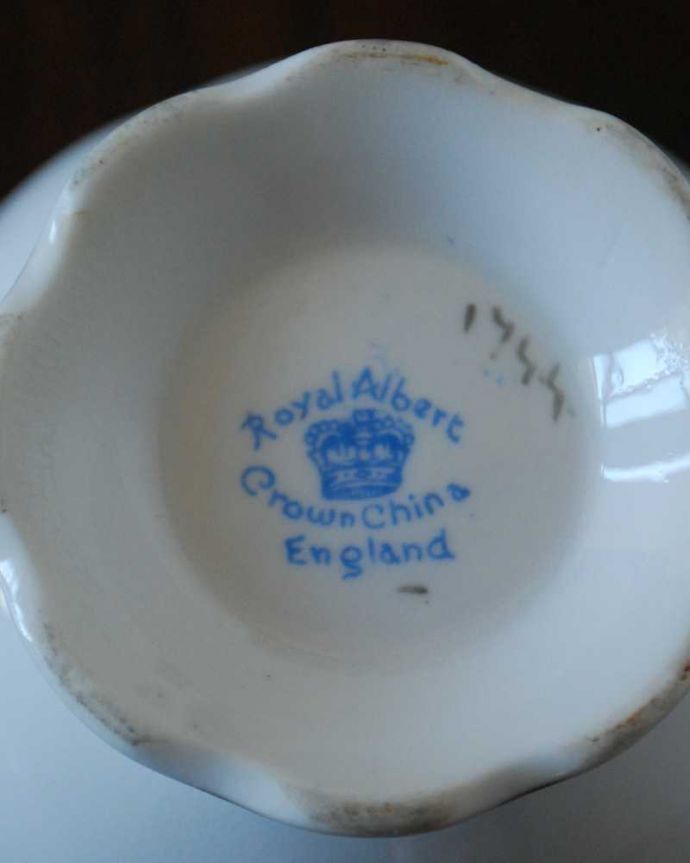 Royal Albert
Crown China
England
1744